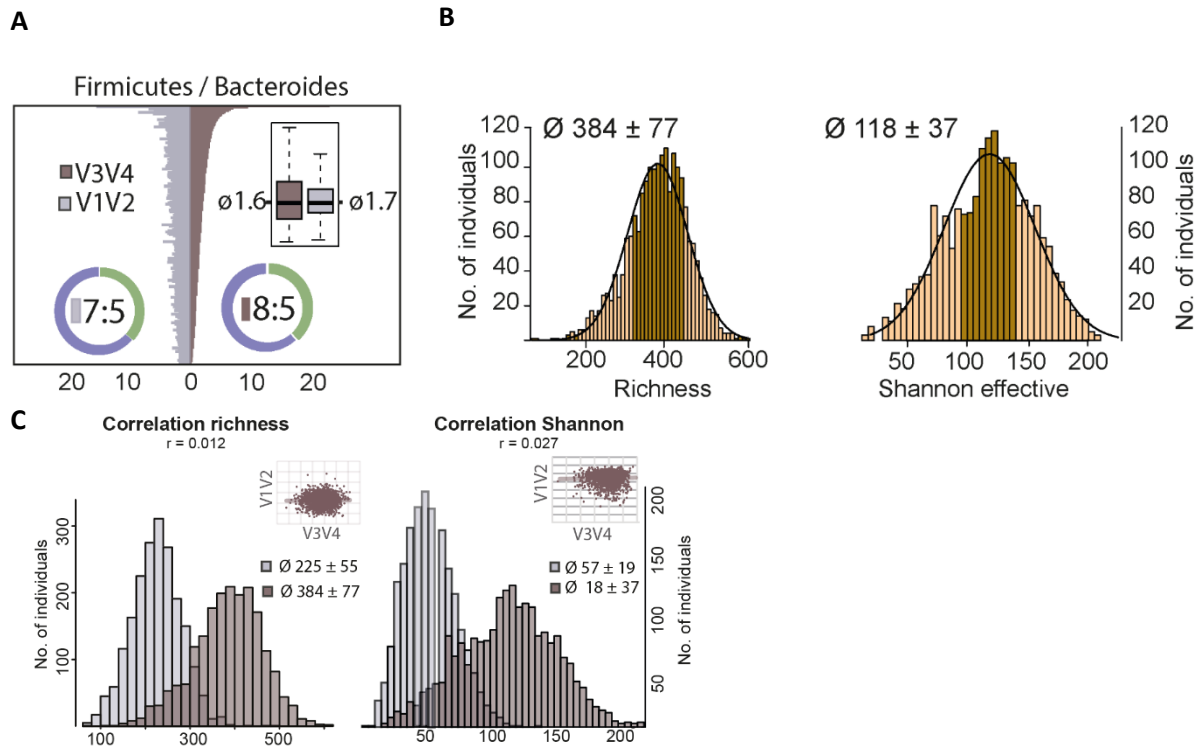 A
Firmicutes / Bacteroides
V3V4
V1V2
ø1.6
ø1.7
7:5
8:5
20 10 0 10 20
B
Ø 384 ± 77
120
100
80
60
40
20
No. of indviduals
200 400 600
Richness
Ø 118 ± 37
120
100
80
60
40
20
No. of individuals
50 100 150 200
Shannon effective
C
Correlation richness
r = 0.012
V1V2
V3V4
Ø 225 ± 55
Ø 384 ± 77
300
200
100
No. of individuals
100 300 500
Correlation Shannon
r = 0.027
V1V2
V3V4
Ø 57 ± 19
Ø 18 ± 37
200
150
100
50
No. of individuals
50 100 150 200